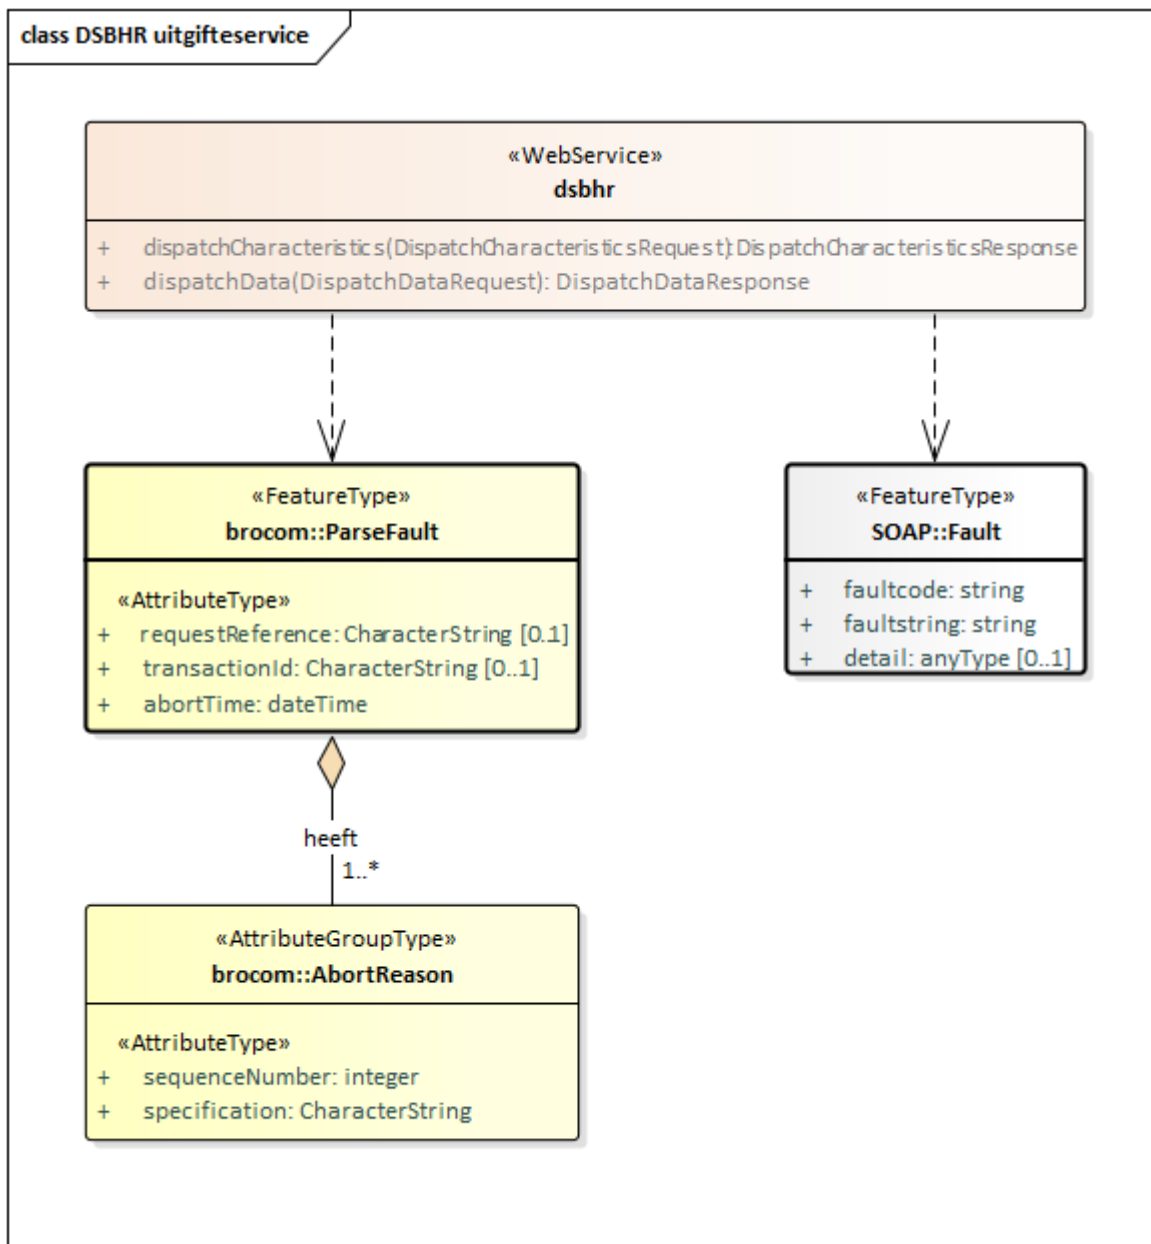 class DSBHR uitgifteservice
«WebService»
dsbhr
+ dispatchCharacteristics(DispatchCharacteristicsRequest):DispatchCharacteristicsResponse
+ dispatchData(DispatchDataRequest): DispatchDataResponse
«FeatureType»
brocom::ParseFault
«AttributeType»
+ requestReference: CharacterString [0.1]
+ transactionId: CharacterString [0..1]
+ abortTime: dateTime
«FeatureType»
SOAP::Fault
+ faultcode: string
+ faultstring: string
+ detail: anyType [0..1]
heeft
1..*
«AttributeGroupType»
brocom::AbortReason
«AttributeType»
+ sequenceNumber: integer
+ specification: CharacterString